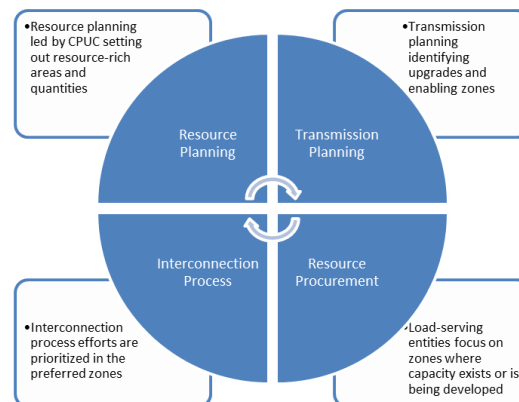 •Resource planning
led by CPUC setting
out resource-rich
areas and
quantities
•Transmission
planning
identifying
upgrades and
enabling zones
Resource
Planning
Transmission
Planning
Interconnection
Process
Resource
Procurement
•Interconnection
process efforts are
prioritized in the
preferred zones
•Load-serving
entities focus on
zones where
capacity exists or is
being developed